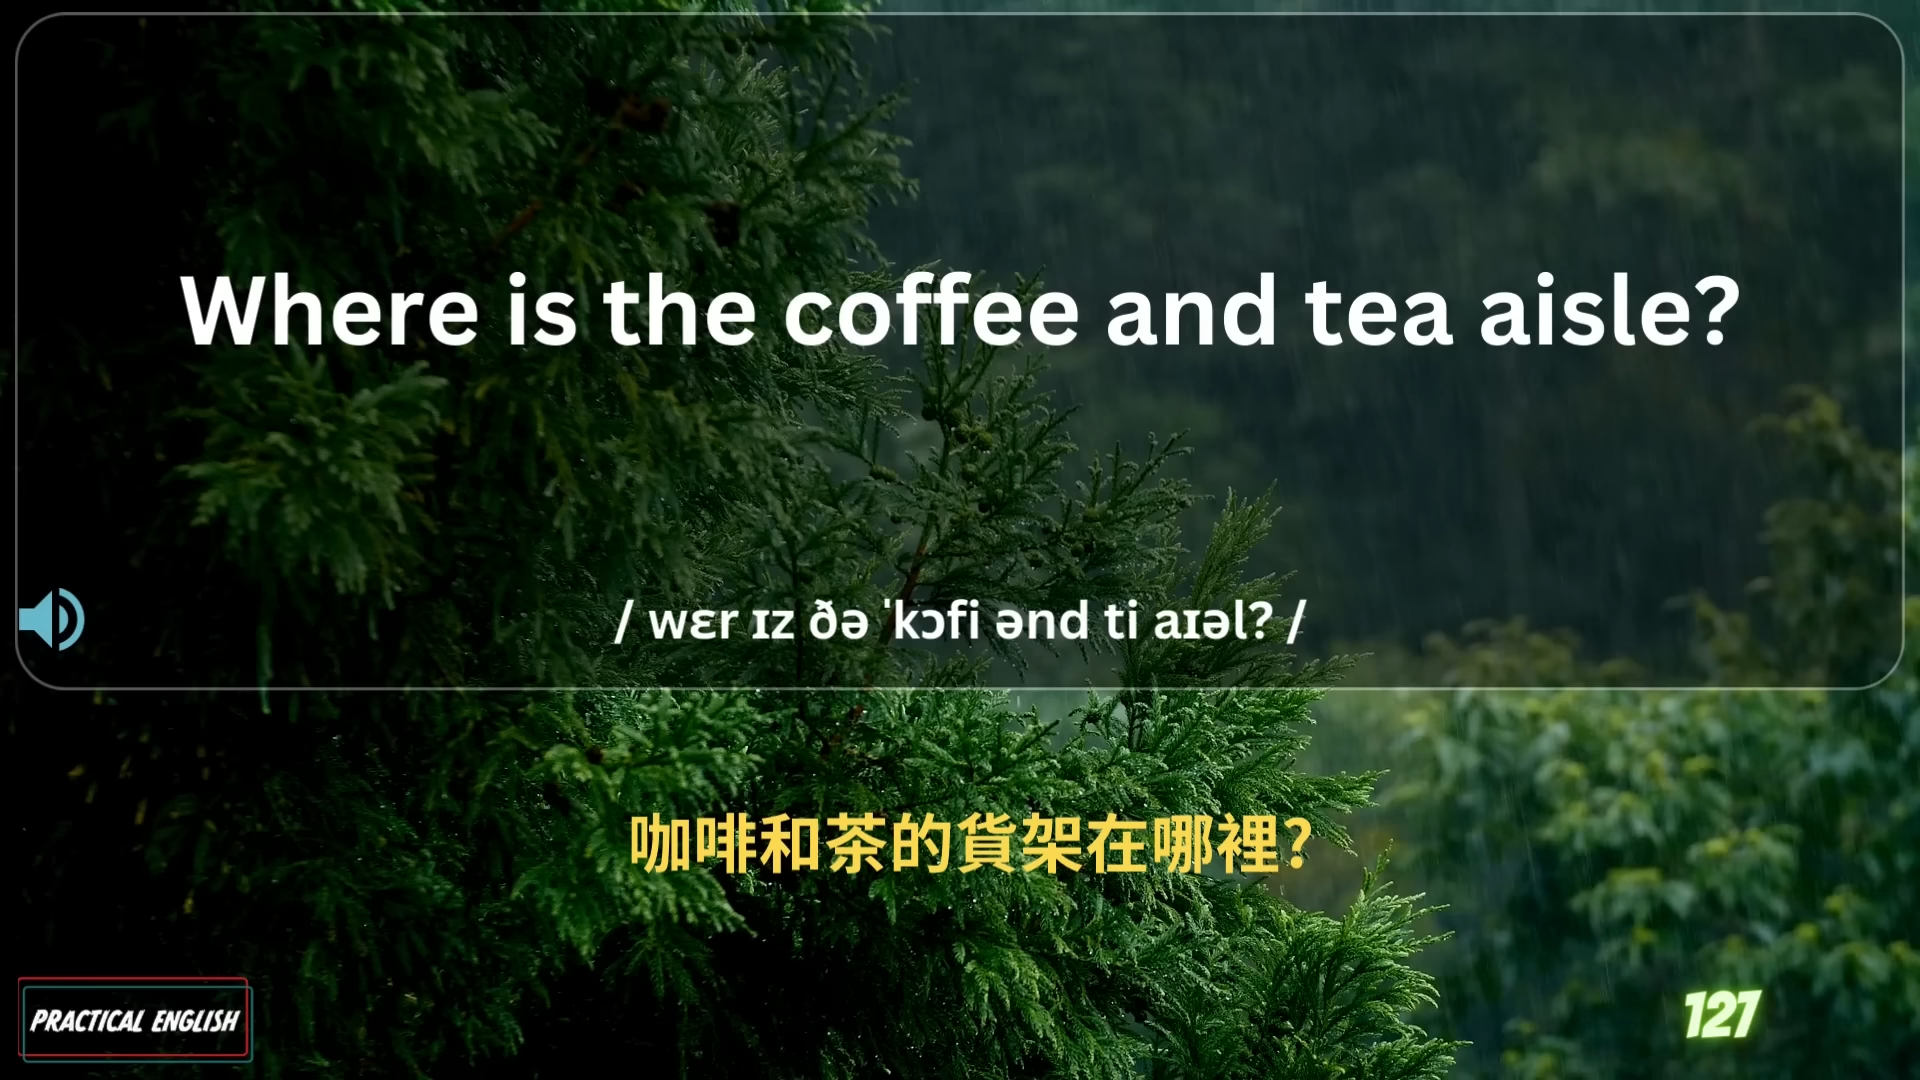 Where is the coffee and tea aisle?
/ wɛr ɪz ðə ˈkɔfi ənd ti aɪəl? /
咖啡和茶的貨架在哪裡?
PRACTICAL ENGLISH
127